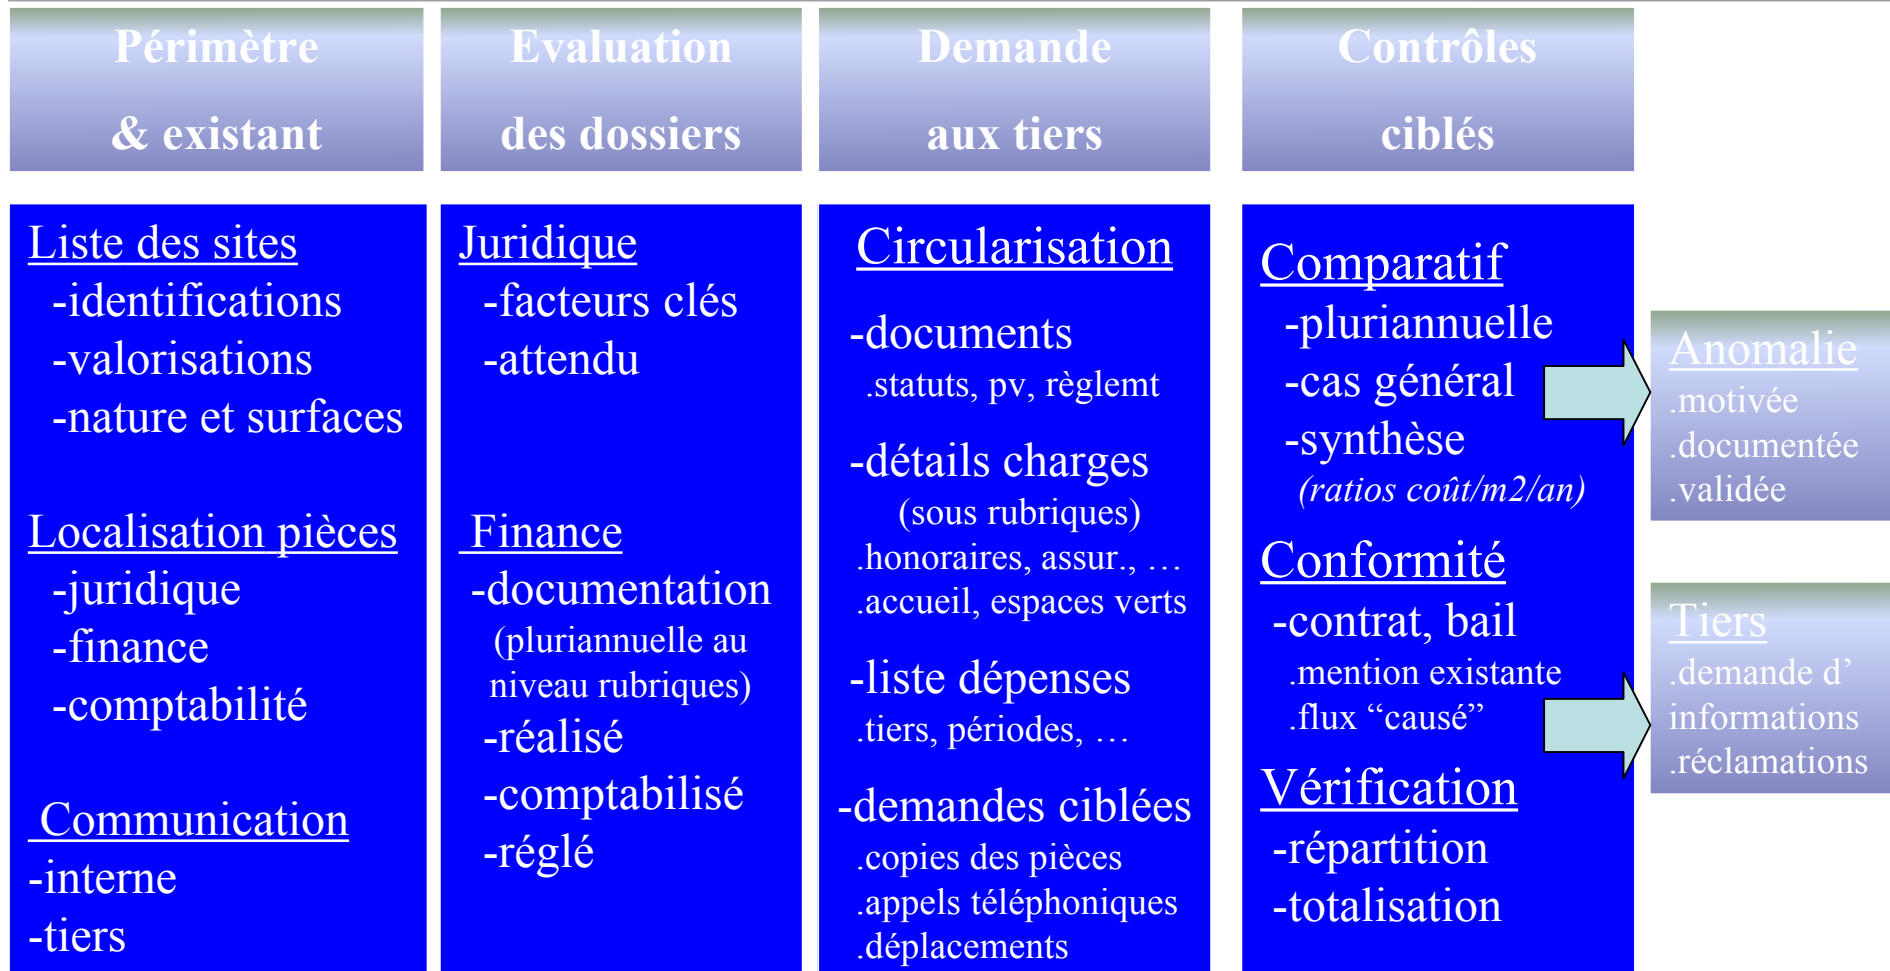 Périmètre
& existant
Evaluation
des dossiers
Demande
aux tiers
Contrôles
ciblés
Liste des sites
-identifications
-valorisations
-nature et surfaces
Localisation pièces
-juridique
-finance
-comptabilité
Communication
-interne
-tiers
Juridique
-facteurs clés
-attendu
Finance
-documentation
(pluriannuelle au
niveau rubriques)
-réalisé
-comptabilisé
-réglé
Circularisation
-documents
.statuts, pv, règlemt
-détails charges
(sous rubriques)
.honoraires, assur., …
.accueil, espaces verts
-liste dépenses
.tiers, périodes, …
-demandes ciblées
.copies des pièces
.appels téléphoniques
.déplacements
Comparatif
-pluriannuelle
-cas général
-synthèse
(ratios coût/m2/an)
Conformité
-contrat, bail
.mention existante
.flux “causé”
Vérification
-répartition
-totalisation
Anomalie
.motivée
.documentée
.validée
Tiers
.demande d’
informations
.réclamations